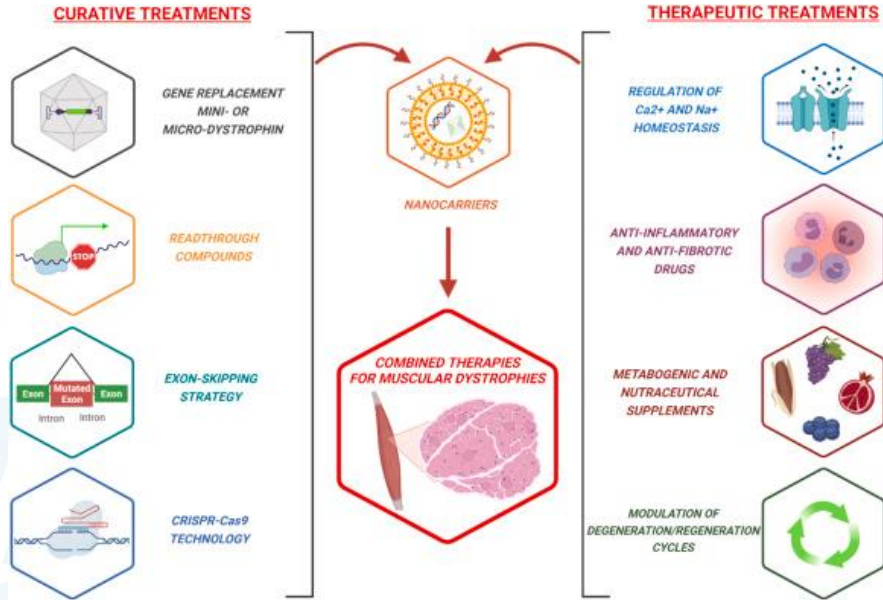 CURATIVE TREATMENTS
GENE REPLACEMENT
MINI- OR
MICRO-DYSTROPHIN
READTHROUGH
COMPOUNDS
STOP
EXON-SKIPPING
STRATEGY
Exon
Mutated
Exon
Exon
Intron
Intron
CRISPR-Cas9
TECHNOLOGY
NANOCARRIERS
COMBINED THERAPIES
FOR MUSCULAR DYSTROPHIES
THERAPEUTIC TREATMENTS
REGULATION OF
Ca2+ AND Na+
HOMEOSTASIS
ANTI-INFLAMMATORY
AND ANTI-FIBROTIC
DRUGS
METABOGENIC AND
NUTRACEUTICAL
SUPPLEMENTS
MODULATION OF
DEGENERATION/REGENERATION
CYCLES